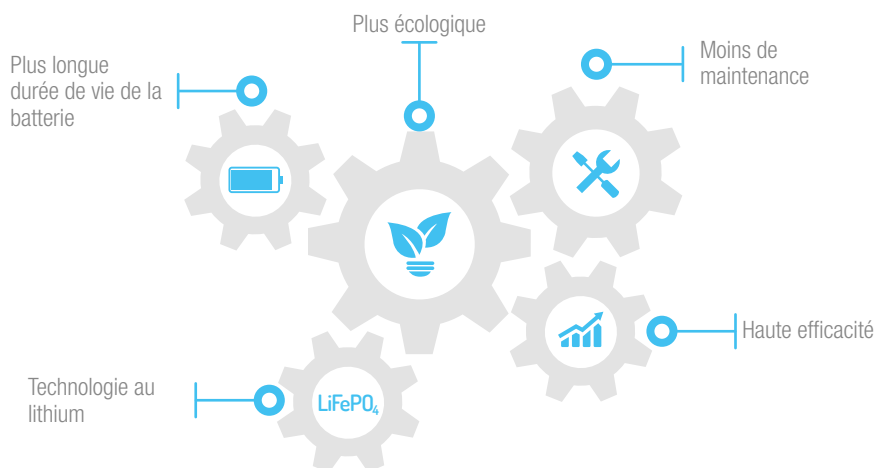 Plus écologique
Plus longue
durée de vie de la
batterie
Moins de
maintenance
Haute efficacité
Technologie au
lithium
LiFePO₄